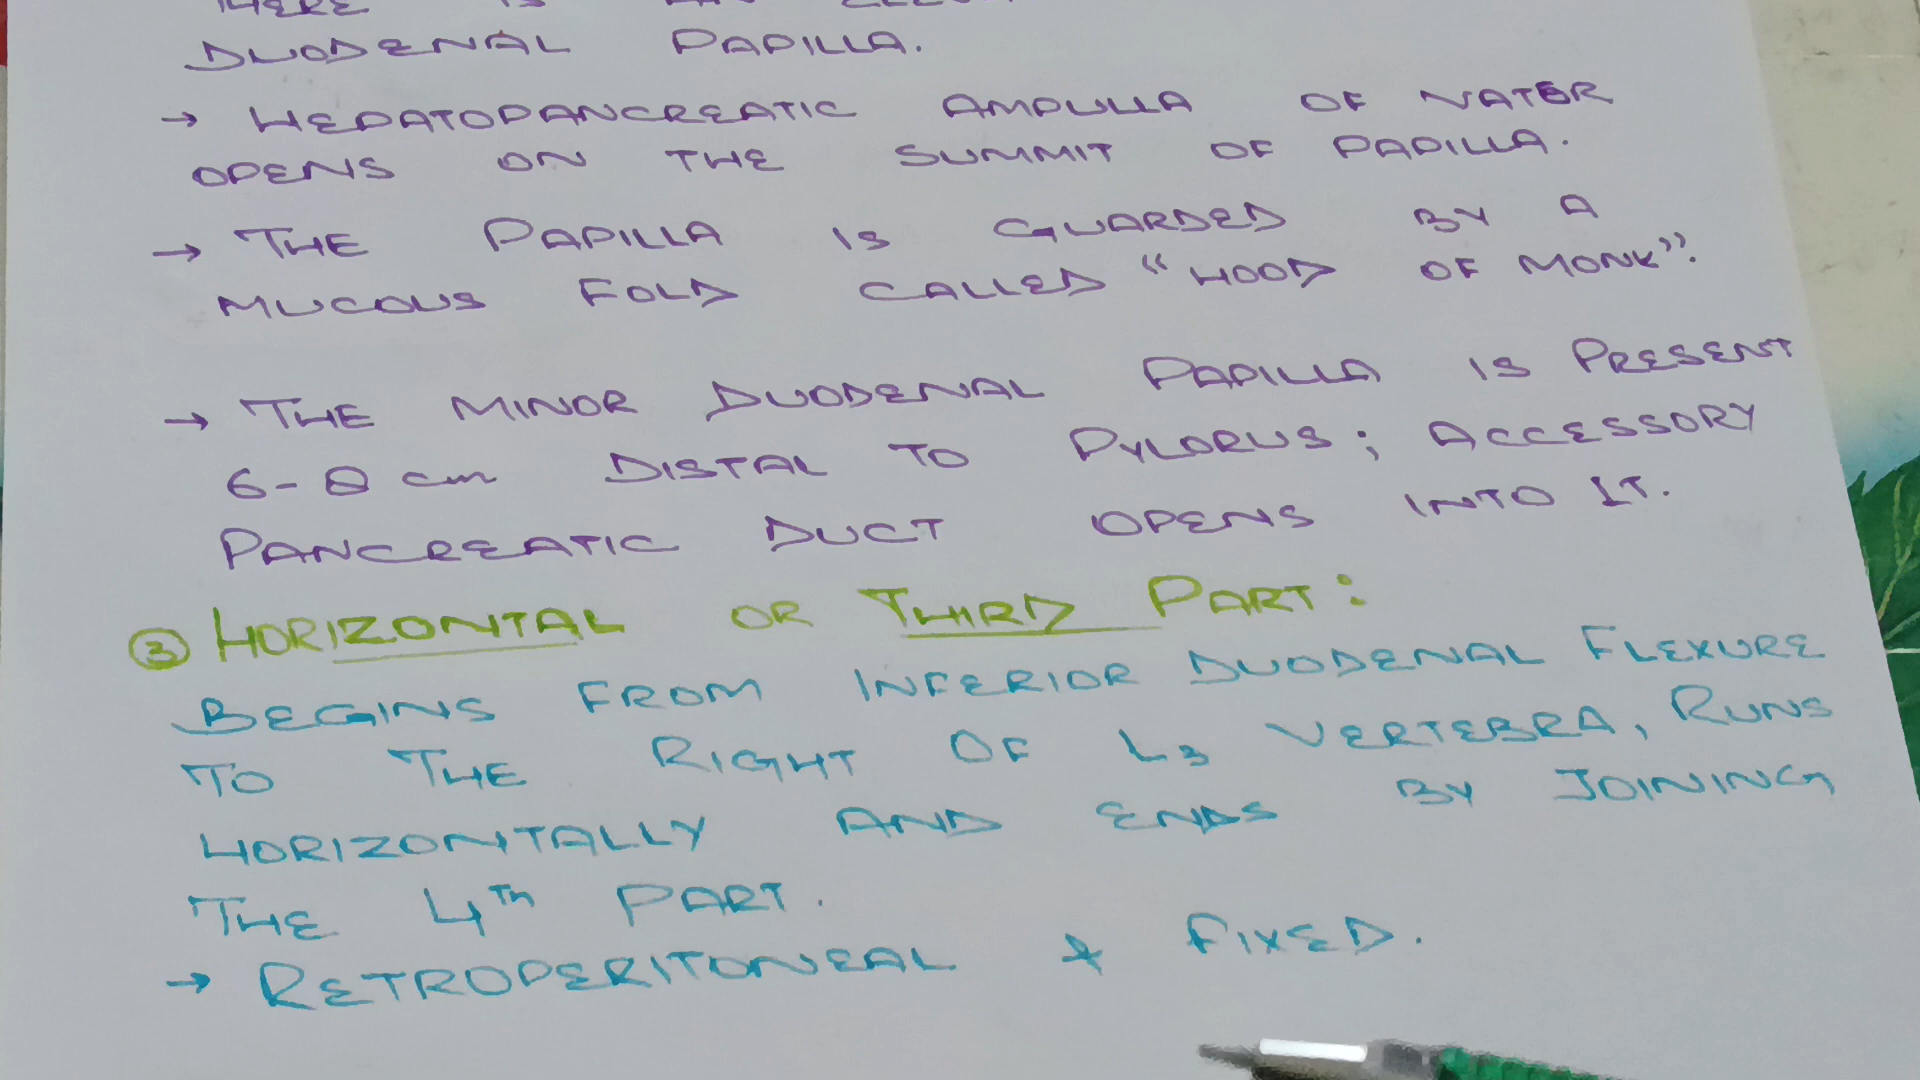 THERE IS
DUODENAL PAPILLA.
→ HEPATOPANCREATIC AMPULLA OF VATER
OPENS ON THE SUMMIT OF PAPILLA.
→ THE PAPILLA IS GUARDED BY A
MUCOUS FOLD CALLED "HOOD OF MONK".
→ THE MINOR DUODENAL PAPILLA IS PRESENT
6-8 cm DISTAL TO PYLORUS; ACCESSORY
PANCREATIC DUCT OPENS INTO IT.
③ HORIZONTAL OR THIRD PART:
BEGINS FROM INFERIOR DUODENAL FLEXURE
TO THE RIGHT OF L3 VERTEBRA, RUNS
HORIZONTALLY AND ENDS BY JOINING
THE 4TH PART.
→ RETROPERITONEAL & FIXED.